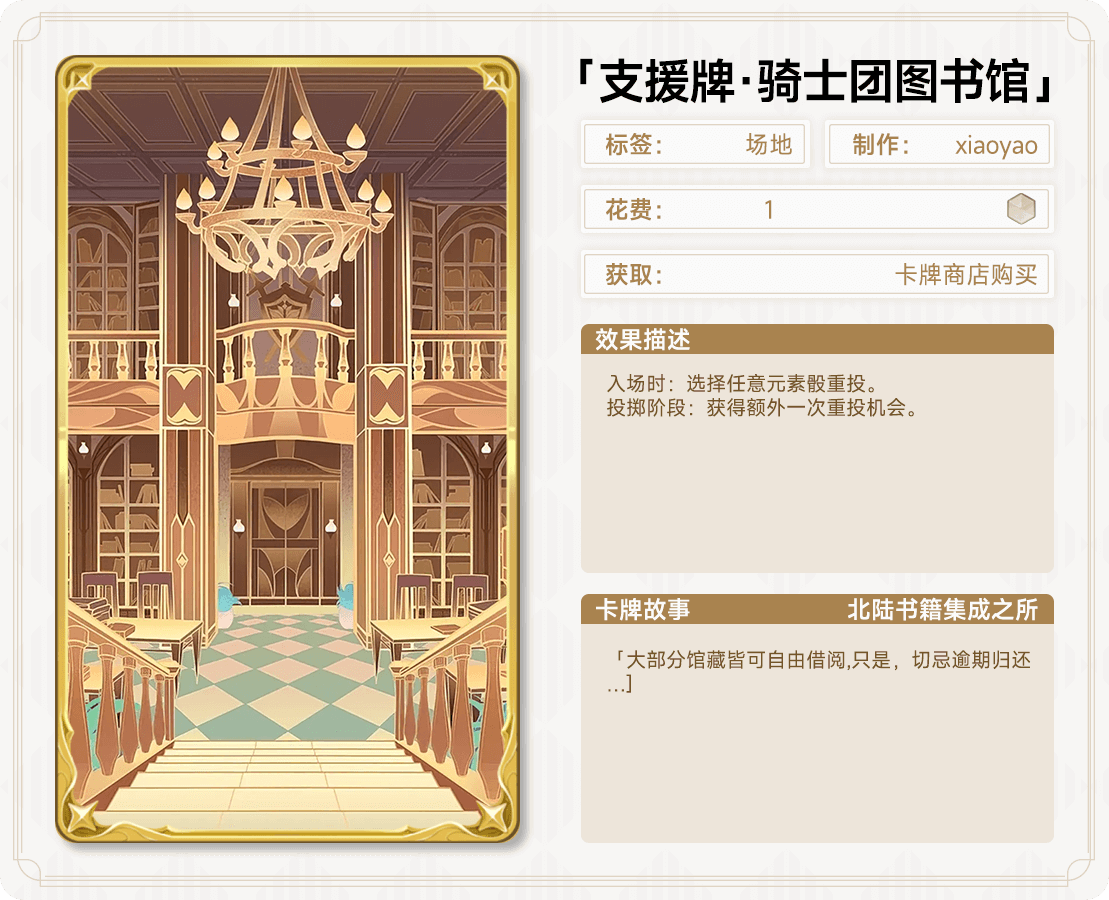 「支援牌·骑士团图书馆」
标签： 场地 制作： xiaoyao
花费： 1
获取： 卡牌商店购买
效果描述
入场时：选择任意元素骰重投。
投掷阶段：获得额外一次重投机会。
卡牌故事 北陆书籍集成之所
「大部分馆藏皆可自由借阅,只是，切忌逾期归还
...]